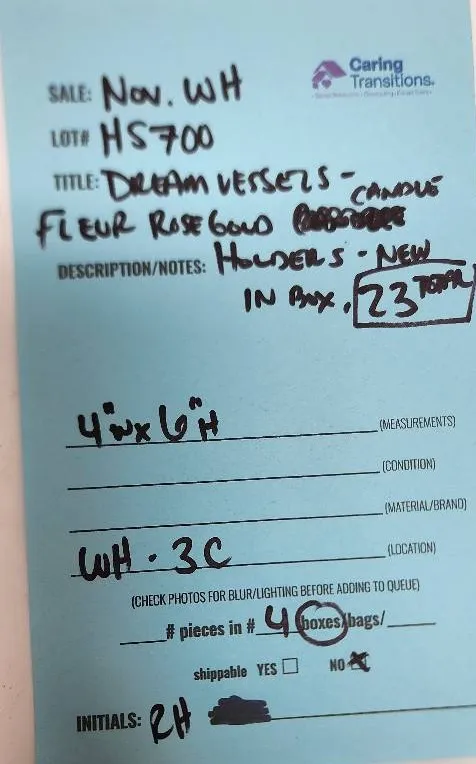 Caring
Transitions.
SALE: Nov. WH
LOT# HS700
TITLE: DREAM VESSELS - CANDLE
FLEUR ROSE GOLD
DESCRIPTION/NOTES: HOLDERS - NEW
IN BOX. 23 TOTAL
4"W x 6"H (MEASUREMENTS)
(CONDITION)
(MATERIAL/BRAND)
WH - 3C (LOCATION)
(CHECK PHOTOS FOR BLUR/LIGHTING BEFORE ADDING TO QUEUE)
# pieces in # 4 boxes/bags/
shippable YES NO
INITIALS: RH